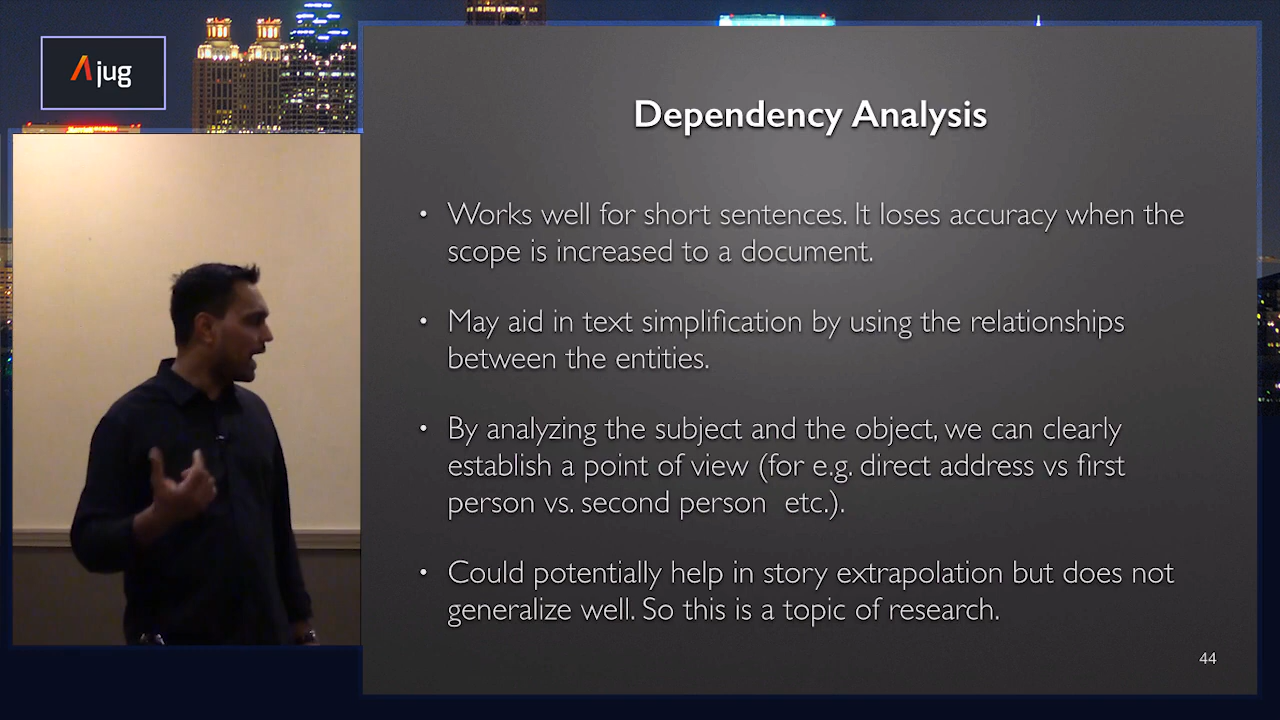 Ajug
Dependency Analysis
• Works well for short sentences. It loses accuracy when the
scope is increased to a document.
• May aid in text simplification by using the relationships
between the entities.
• By analyzing the subject and the object, we can clearly
establish a point of view (for e.g. direct address vs first
person vs. second person etc.).
• Could potentially help in story extrapolation but does not
generalize well. So this is a topic of research.
44